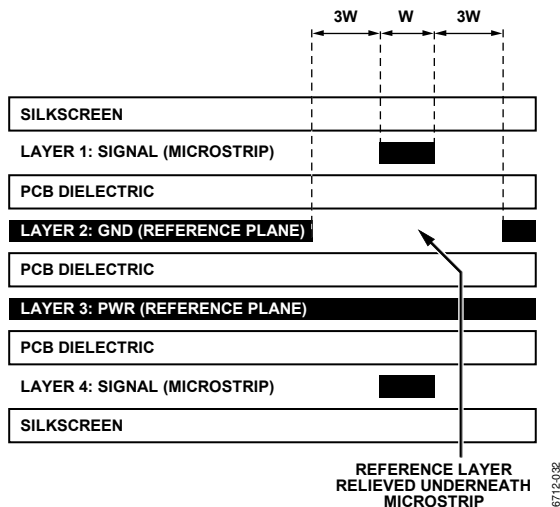 3W W 3W
SILKSCREEN
LAYER 1: SIGNAL (MICROSTRIP)
PCB DIELECTRIC
LAYER 2: GND (REFERENCE PLANE)
PCB DIELECTRIC
LAYER 3: PWR (REFERENCE PLANE)
PCB DIELECTRIC
LAYER 4: SIGNAL (MICROSTRIP)
SILKSCREEN
REFERENCE LAYER
RELIEVED UNDERNEATH
MICROSTRIP
6712-032